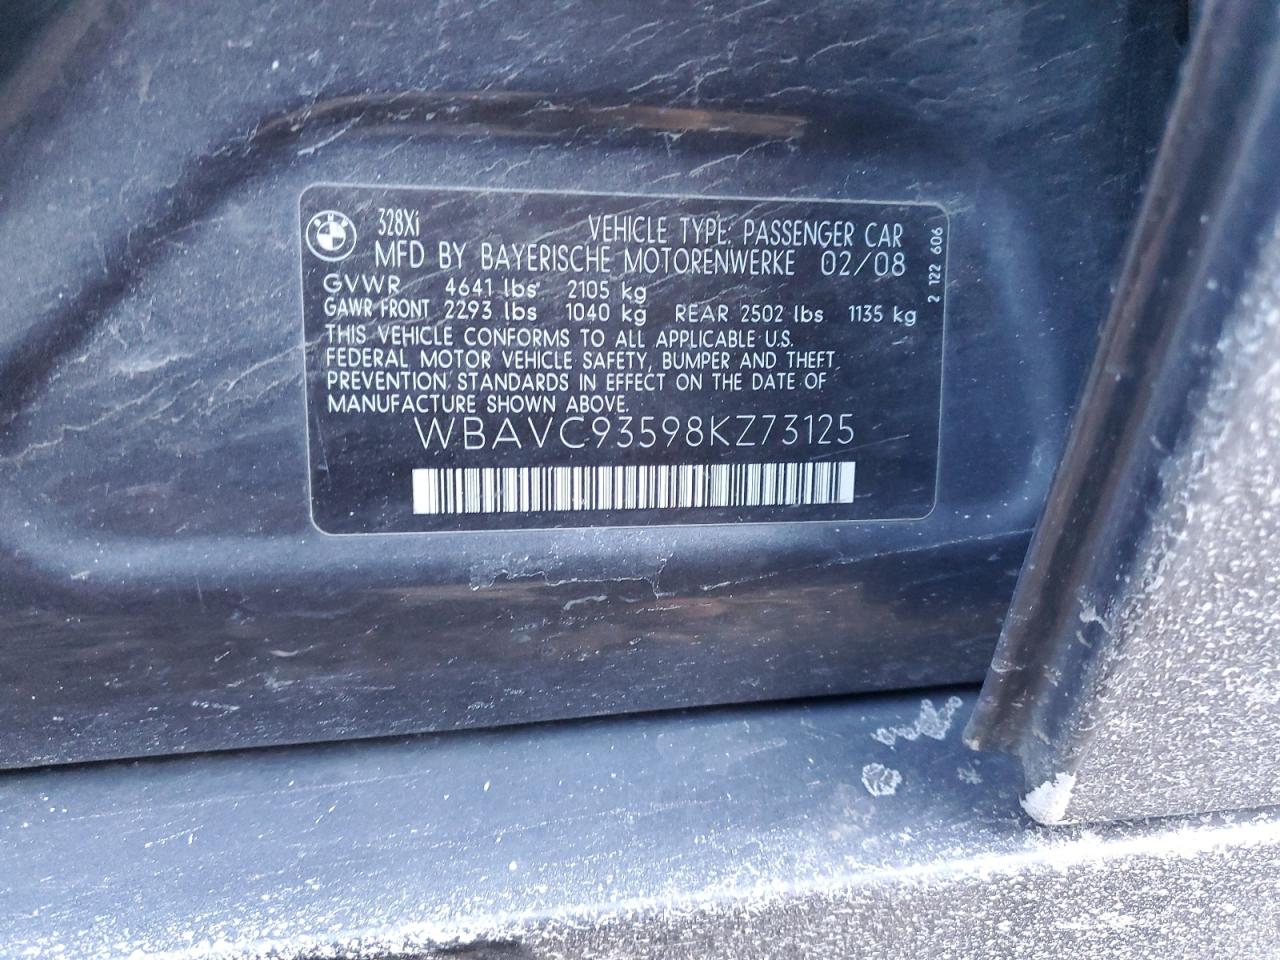 BMW
328Xi
VEHICLE TYPE: PASSENGER CAR
MFD BY BAYERISCHE MOTORENWERKE 02/08
GVWR 4641 lbs 2105 kg
GAWR FRONT 2293 lbs 1040 kg REAR 2502 lbs 1135 kg
THIS VEHICLE CONFORMS TO ALL APPLICABLE U.S.
FEDERAL MOTOR VEHICLE SAFETY, BUMPER AND THEFT
PREVENTION STANDARDS IN EFFECT ON THE DATE OF
MANUFACTURE SHOWN ABOVE.
WBAVC93598KZ73125
2 122 606